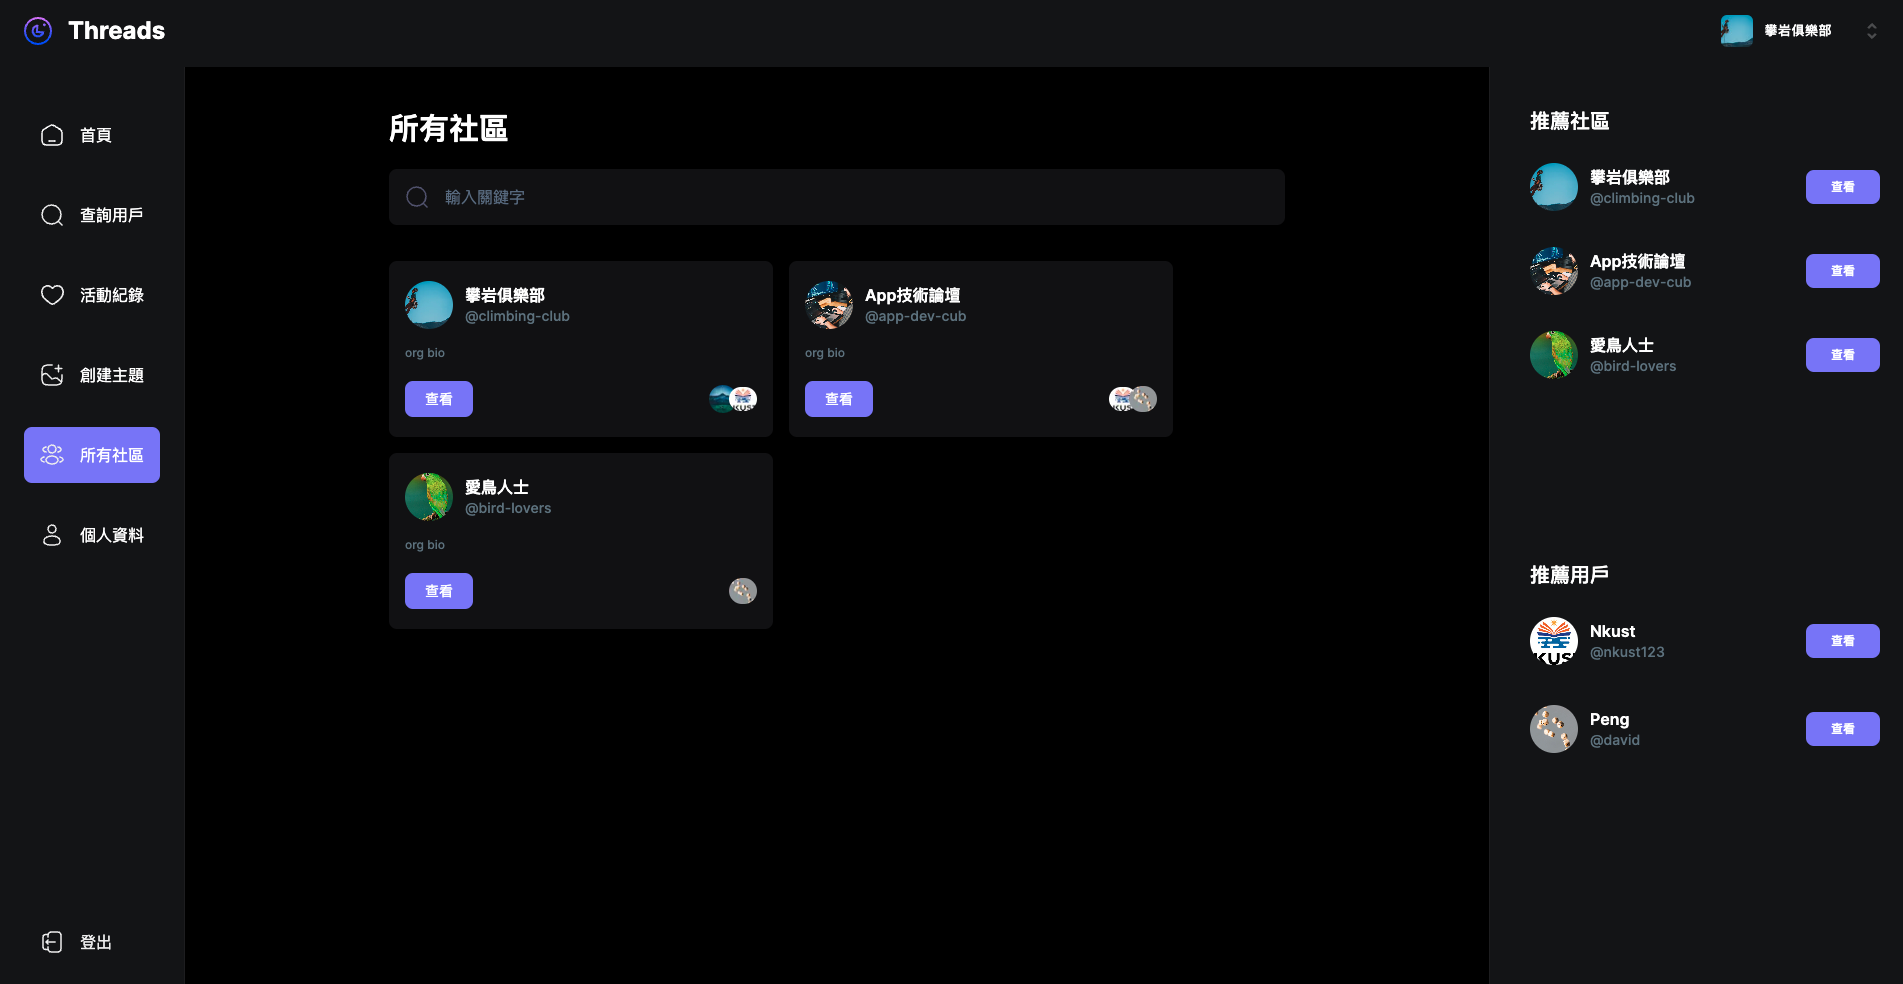 Threads
攀岩俱樂部
首頁
查詢用戶
活動紀錄
創建主題
所有社區
個人資料
登出
所有社區
輸入關鍵字
攀岩俱樂部
@climbing-club
org bio
查看
App技術論壇
@app-dev-cub
org bio
查看
愛鳥人士
@bird-lovers
org bio
查看
推薦社區
攀岩俱樂部
@climbing-club
查看
App技術論壇
@app-dev-cub
查看
愛鳥人士
@bird-lovers
查看
推薦用戶
Nkust
@nkust123
查看
Peng
@david
查看